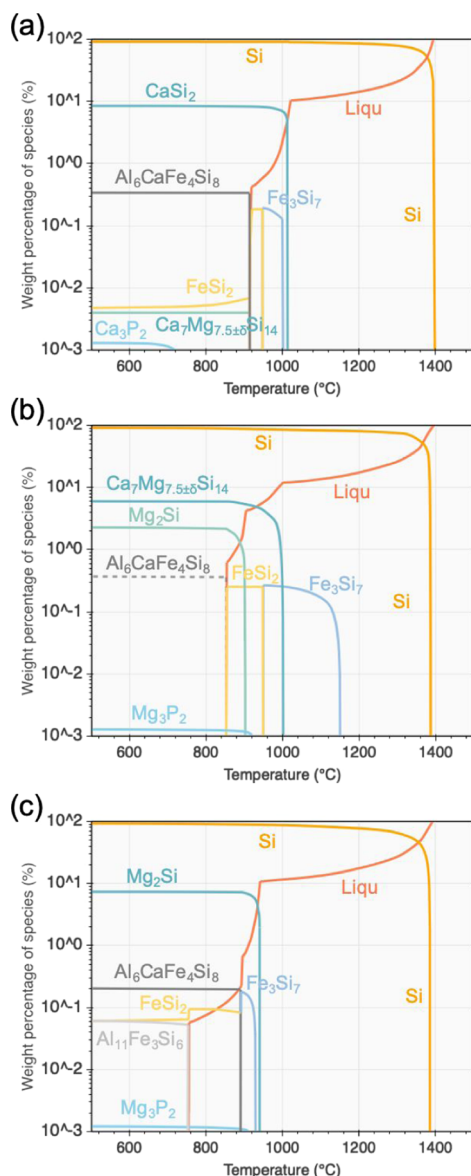 (a)
Weight percentage of species (%)
10^2
10^1
10^0
10^-1
10^-2
10^-3
Si
CaSi₂
Liqu
Al₆CaFe₄Si₈
Fe₃Si₇
Si
FeSi₂
Ca₃P₂
Ca₇Mg₇.₅±δSi₁₄
600
800
1000
1200
1400
Temperature (°C)
(b)
Weight percentage of species (%)
10^2
10^1
10^0
10^-1
10^-2
10^-3
Si
Ca₇Mg₇.₅±δSi₁₄
Liqu
Mg₂Si
Al₆CaFe₄Si₈
FeSi₂
Fe₃Si₇
Si
Mg₃P₂
600
800
1000
1200
1400
Temperature (°C)
(c)
Weight percentage of species (%)
10^2
10^1
10^0
10^-1
10^-2
10^-3
Si
Mg₂Si
Liqu
Al₆CaFe₄Si₈
Fe₃Si₇
FeSi₂
Si
Al₁₁Fe₃Si₆
Mg₃P₂
600
800
1000
1200
1400
Temperature (°C)